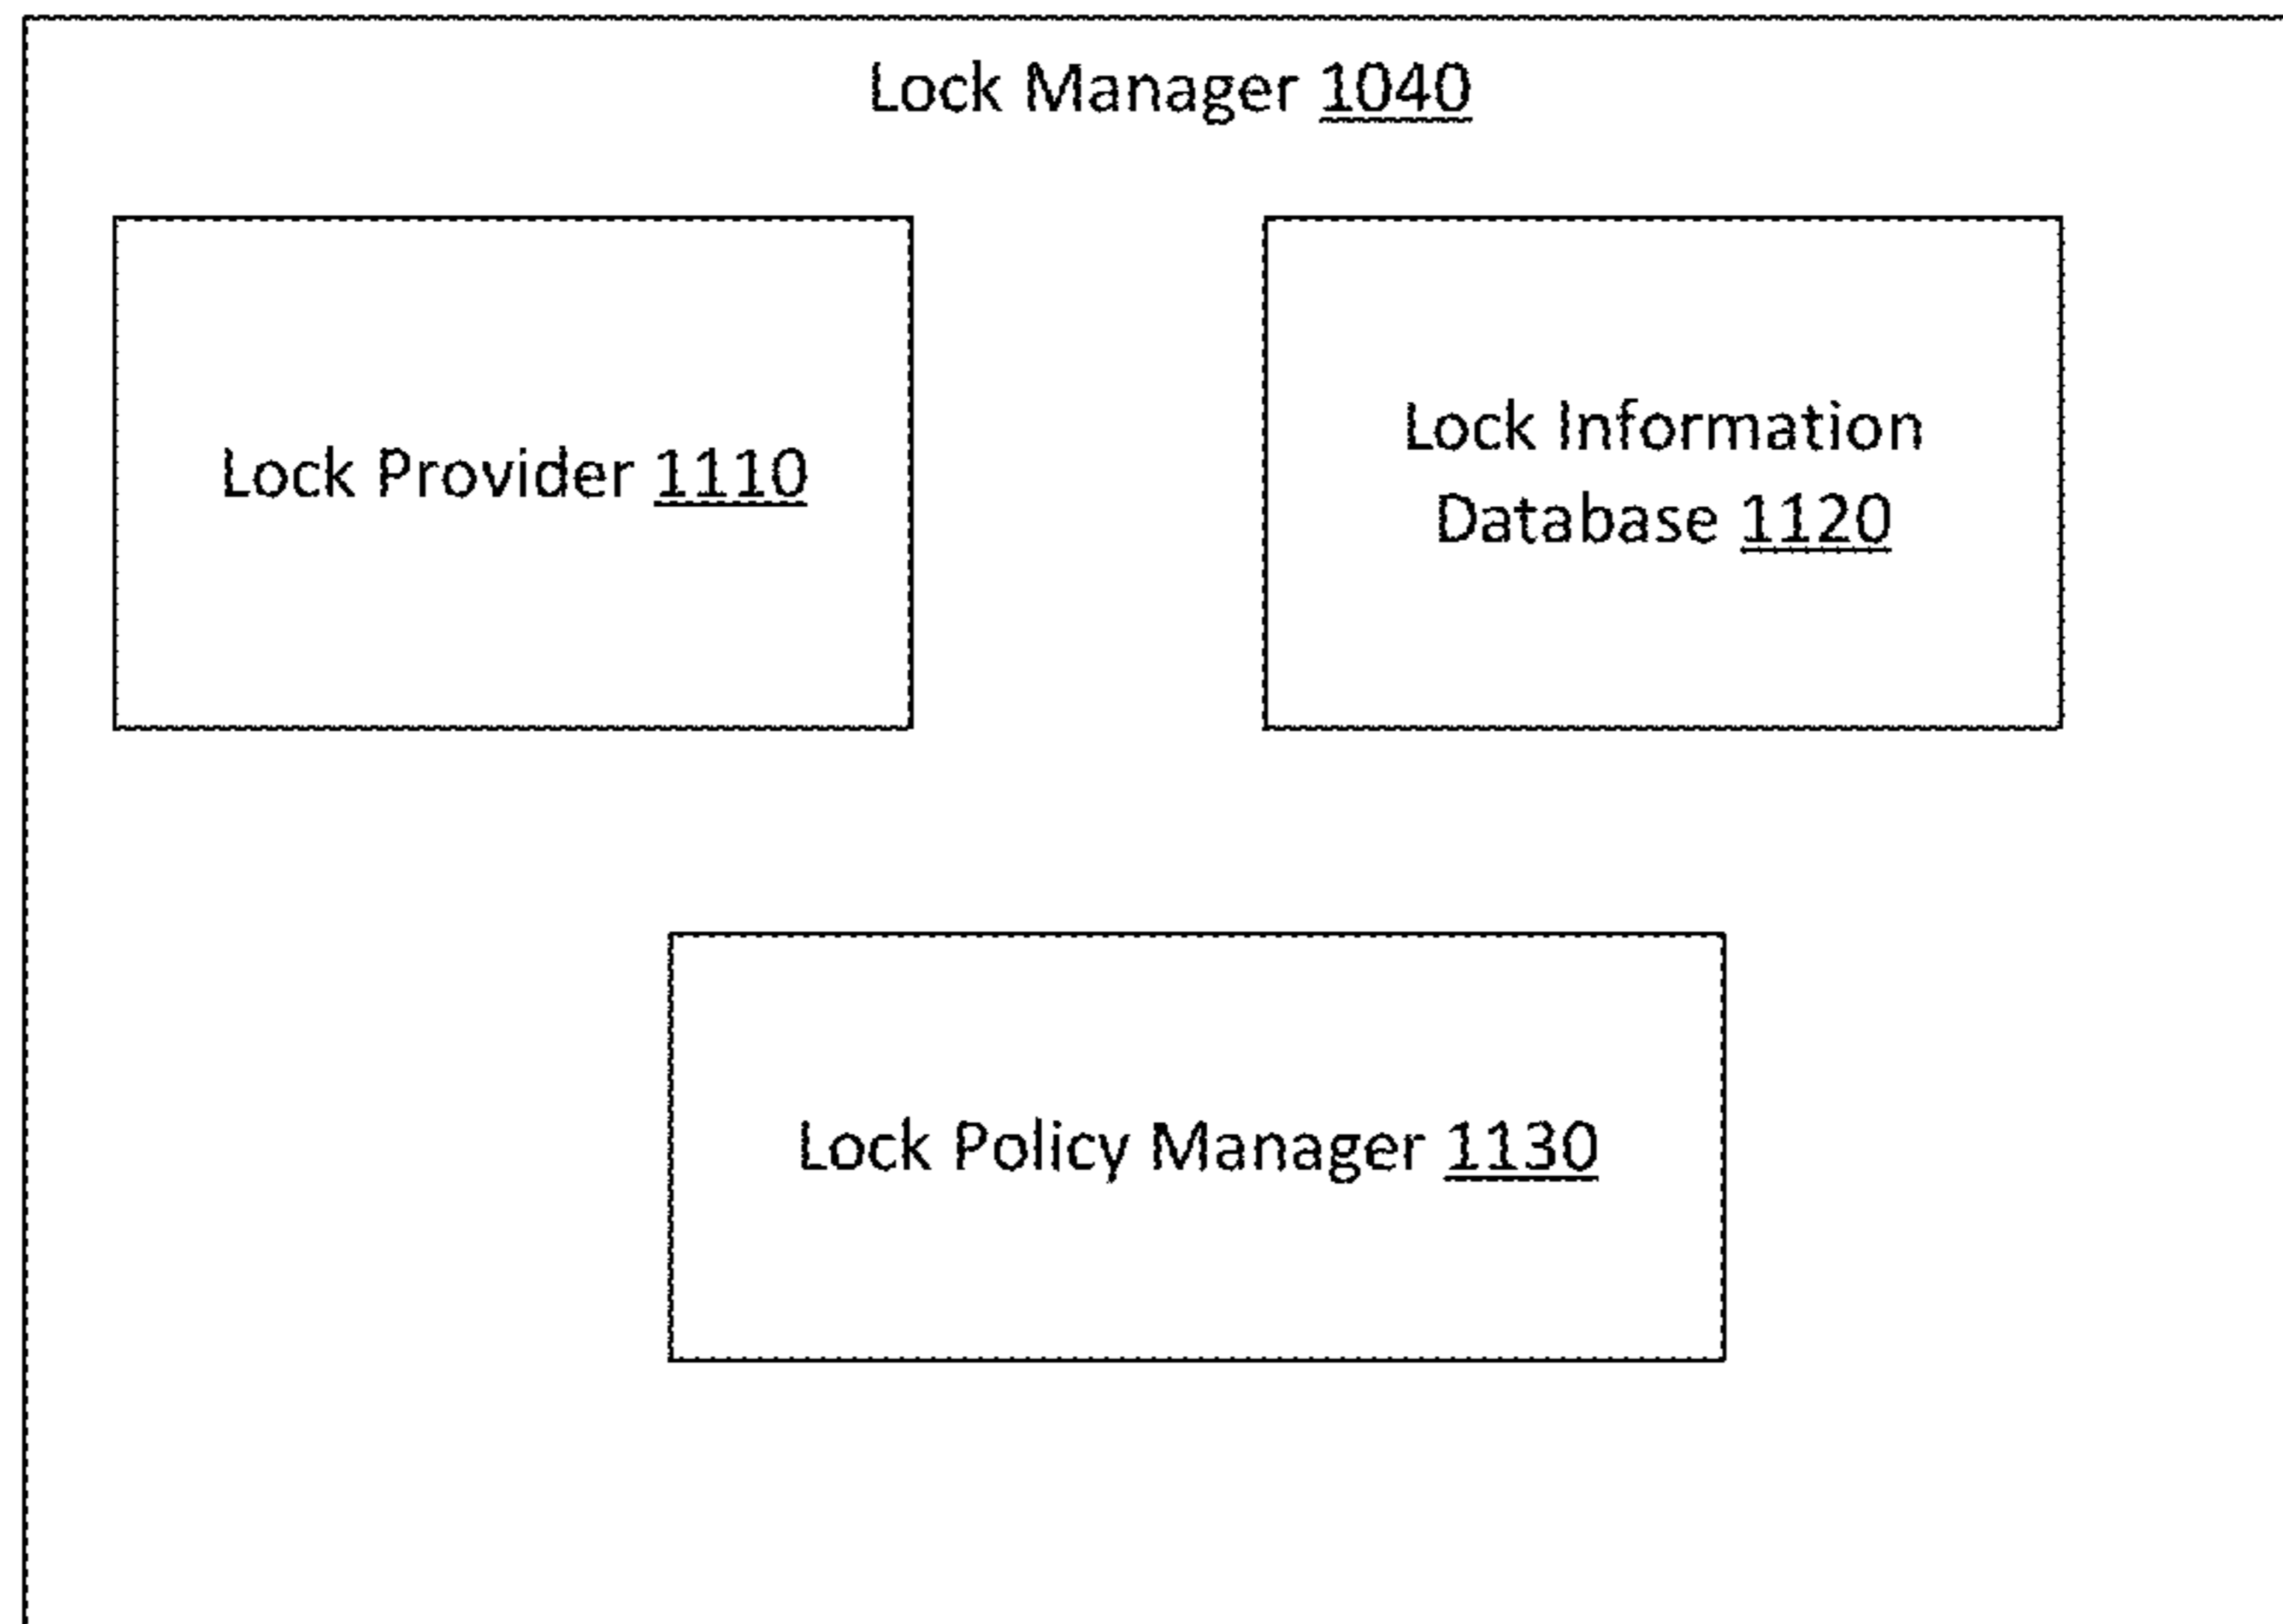 Lock Manager 1040
Lock Provider 1110
Lock Information
Database 1120
Lock Policy Manager 1130